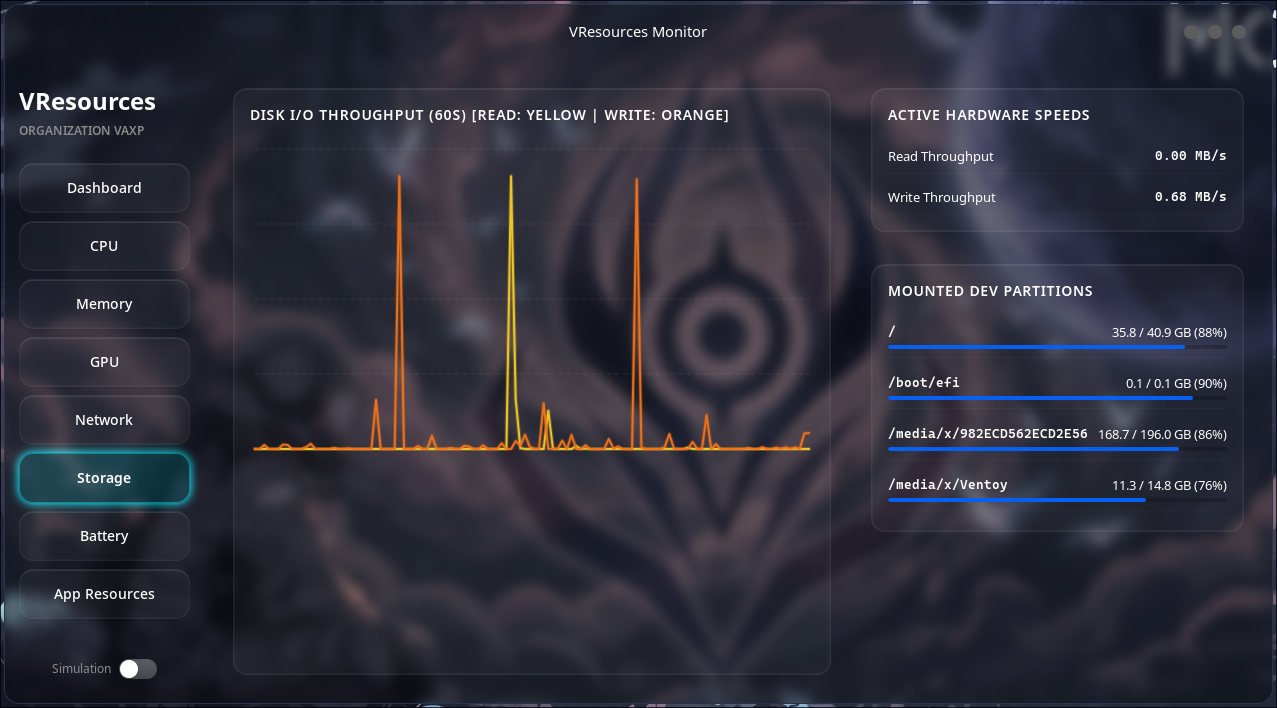 VResources Monitor
VResources
ORGANIZATION VAXP
Dashboard
CPU
Memory
GPU
Network
Storage
Battery
App Resources
Simulation
DISK I/O THROUGHPUT (60S) [READ: YELLOW | WRITE: ORANGE]
ACTIVE HARDWARE SPEEDS
Read Throughput 0.00 MB/s
Write Throughput 0.68 MB/s
MOUNTED DEV PARTITIONS
/ 35.8 / 40.9 GB (88%)
/boot/efi 0.1 / 0.1 GB (90%)
/media/x/982ECD562ECD2E56 168.7 / 196.0 GB (86%)
/media/x/Ventoy 11.3 / 14.8 GB (76%)